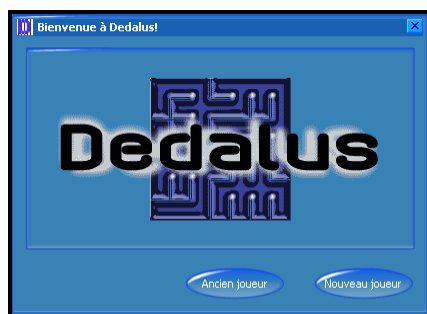 Bienvenue à Dedalus!
Dedalus
Ancien joueur
Nouveau joueur